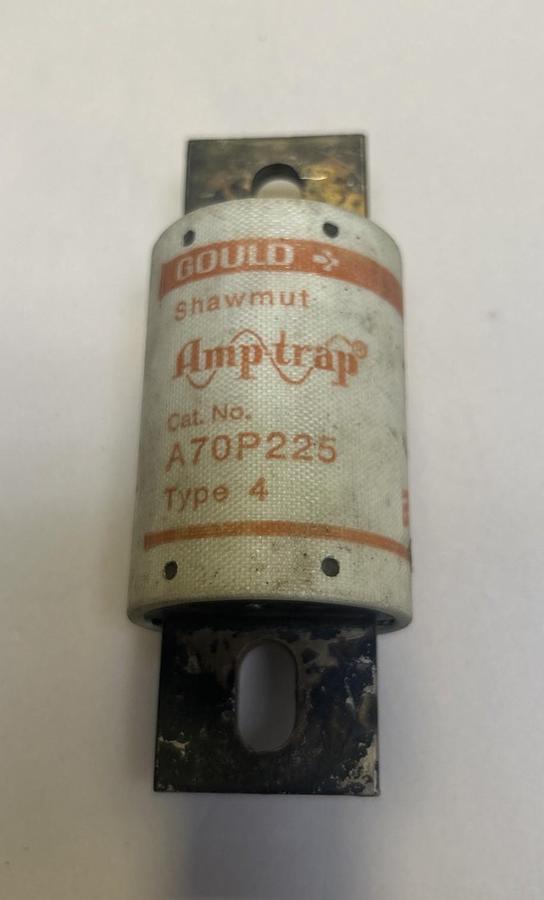 GOULD
Shawmut
Amp-trap®
Cat. No.
A70P225
Type 4